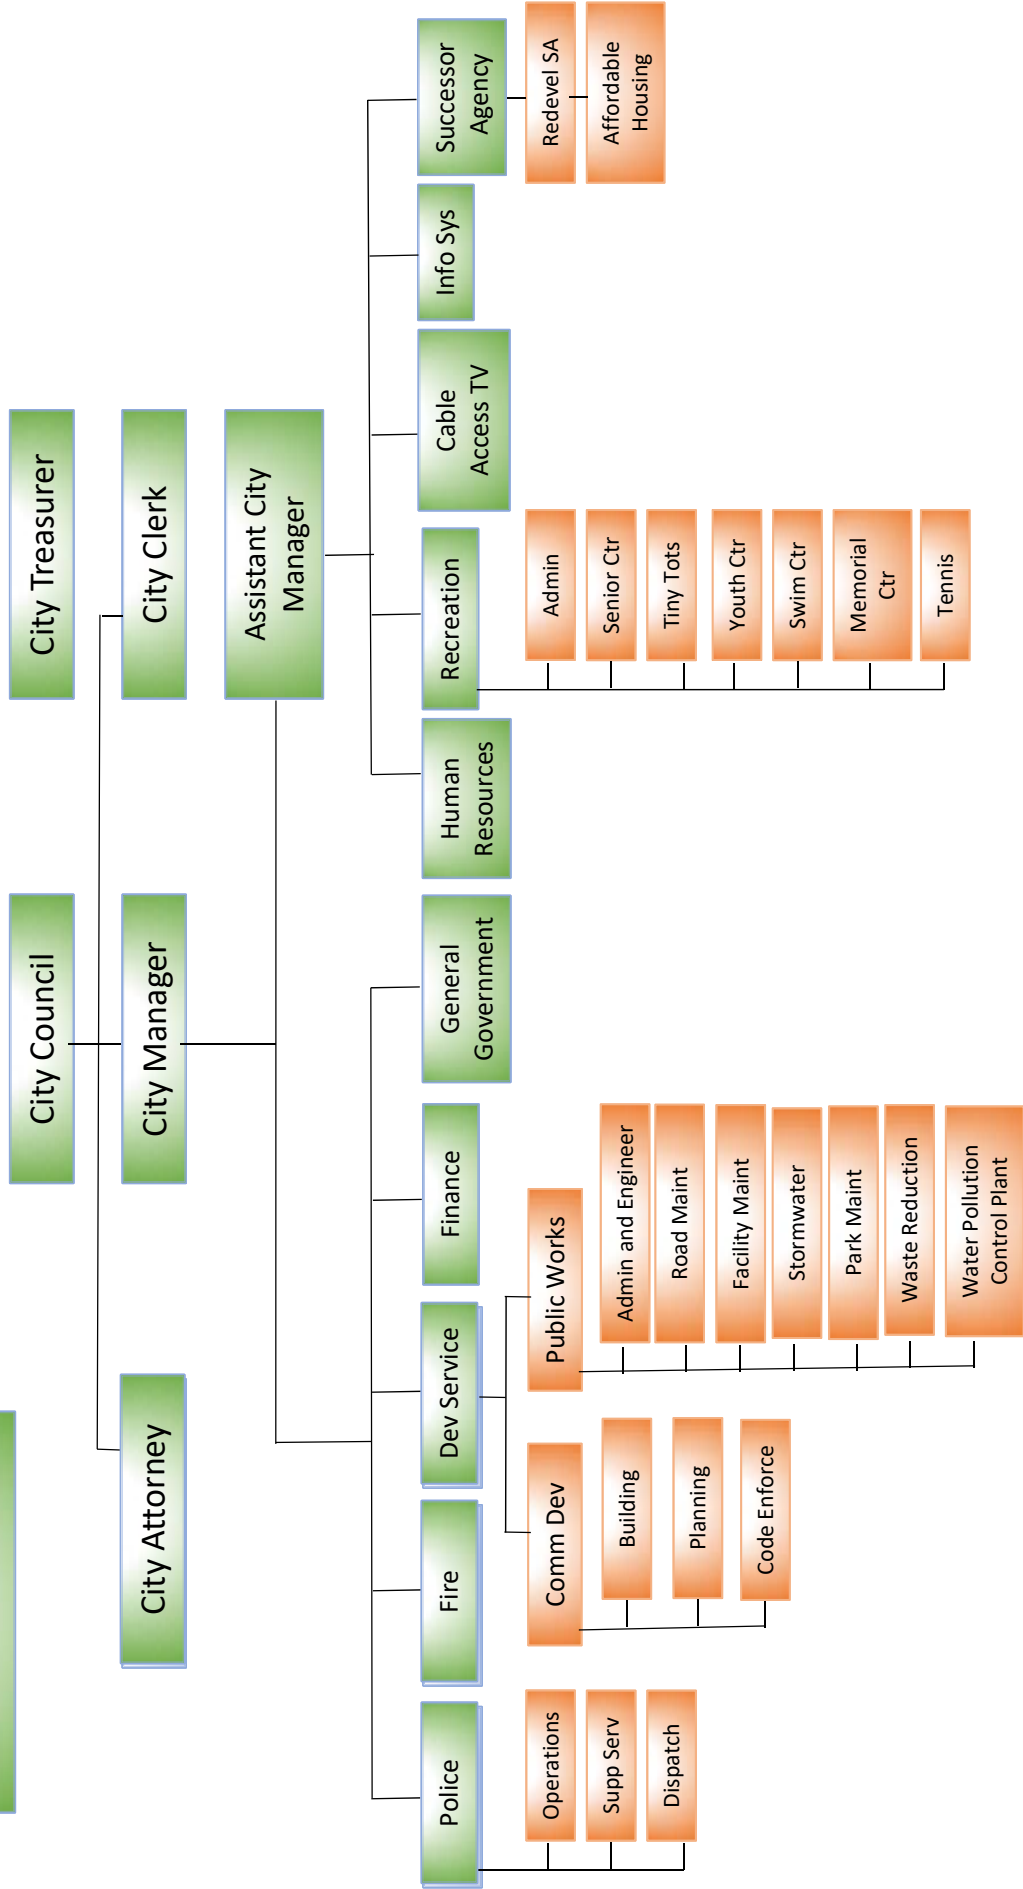 City Council
City Treasurer
City Attorney
City Manager
City Clerk
Assistant City
Manager
Police
Fire
Dev Service
Finance
General
Government
Human
Resources
Recreation
Cable
Access TV
Info Sys
Successor
Agency
Operations
Supp Serv
Dispatch
Comm Dev
Building
Planning
Code Enforce
Public Works
Admin and Engineer
Road Maint
Facility Maint
Stormwater
Park Maint
Waste Reduction
Water Pollution
Control Plant
Admin
Senior Ctr
Tiny Tots
Youth Ctr
Swim Ctr
Memorial
Ctr
Tennis
Redevel SA
Affordable
Housing